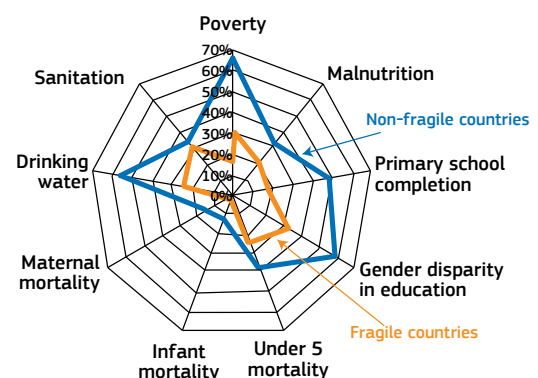 Poverty
70%
60%
50%
40%
30%
20%
10%
0%
Sanitation
Malnutrition
Non-fragile countries
Drinking
water
Primary school
completion
Maternal
mortality
Gender disparity
in education
Fragile countries
Infant
mortality
Under 5
mortality